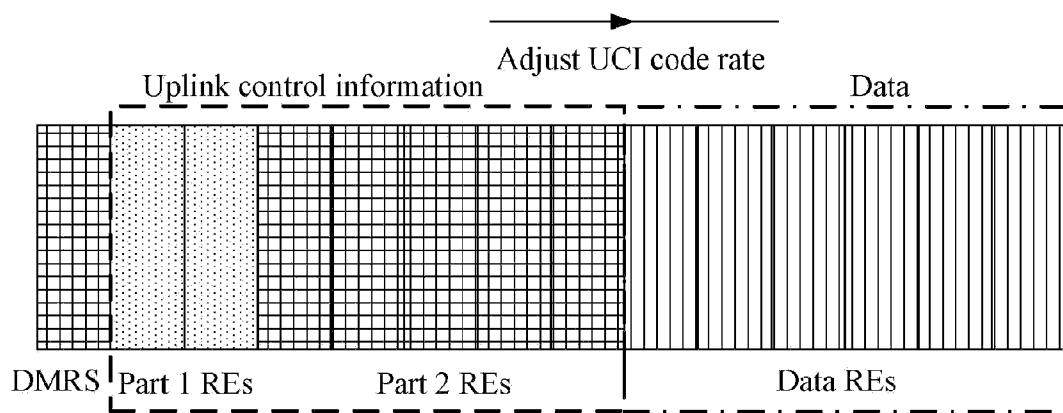 Adjust UCI code rate
Uplink control information
Data
DMRS
Part 1 REs
Part 2 REs
Data REs